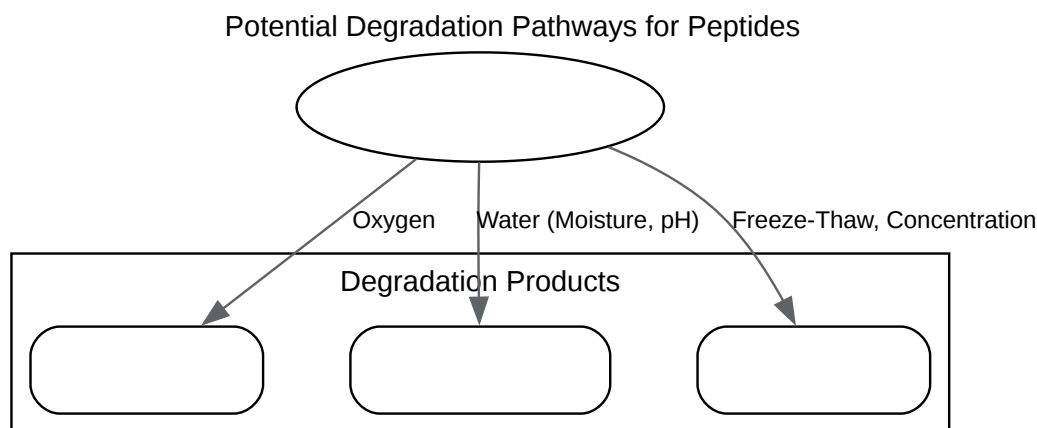 Potential Degradation Pathways for Peptides
Oxygen
Water (Moisture, pH)
Freeze-Thaw, Concentration
Degradation Products